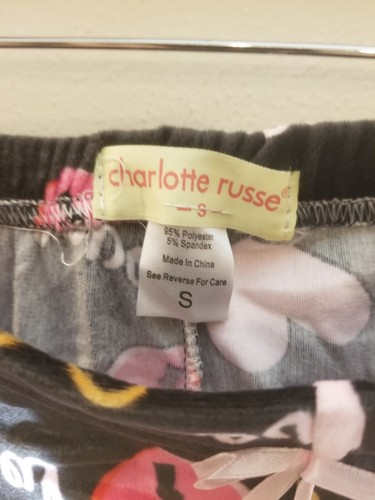 charlotte russe®
— S —
95% Polyester
5% Spandex
Made In China
See Reverse For Care
S